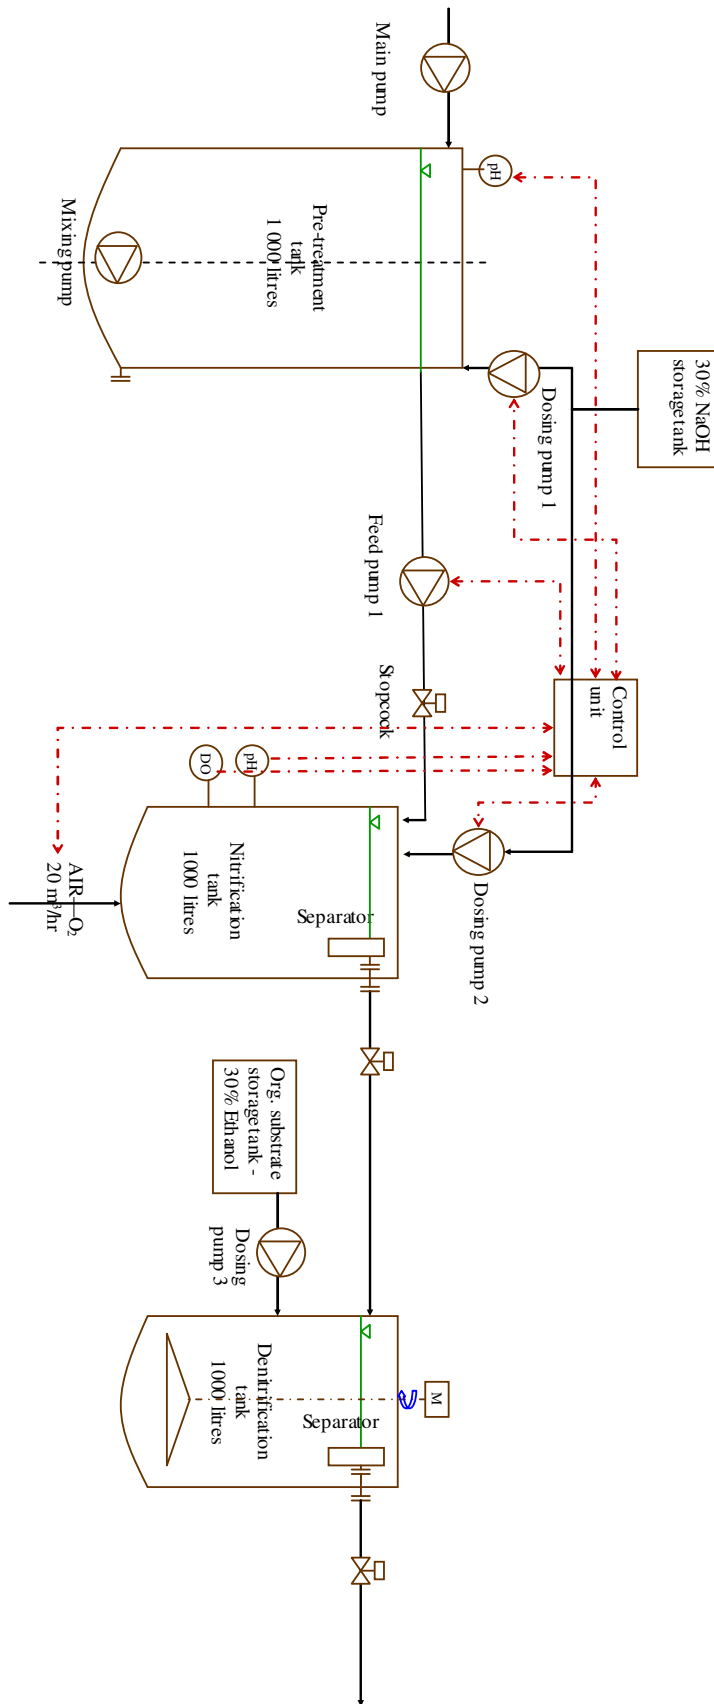 Main pump
pH
Mixing pump
Pre-treatment
tank
1000 litres
30% NaOH
storage tank
Dosing pump 1
Feed pump 1
Stopcock
Control
unit
DO
pH
Nitrification
tank
1000 litres
Separator
AIR—O2
20 m³/hr
Dosing pump 2
Org. substrate
storage tank -
30% Ethanol
Dosing
pump 3
Denitrification
tank
1000 litres
Separator
M